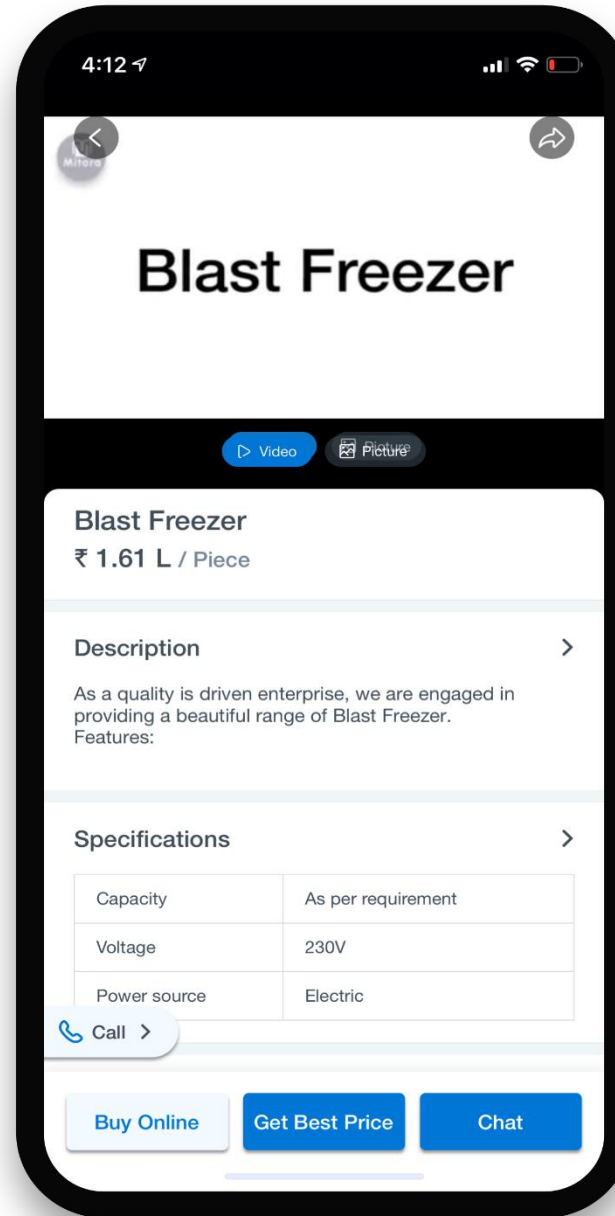 4:12
Mitora
Blast Freezer
Video
Picture
Blast Freezer
₹ 1.61 L / Piece
Description
As a quality is driven enterprise, we are engaged in
providing a beautiful range of Blast Freezer.
Features:
Specifications
Capacity As per requirement
Voltage 230V
Power source Electric
Call
Buy Online Get Best Price Chat